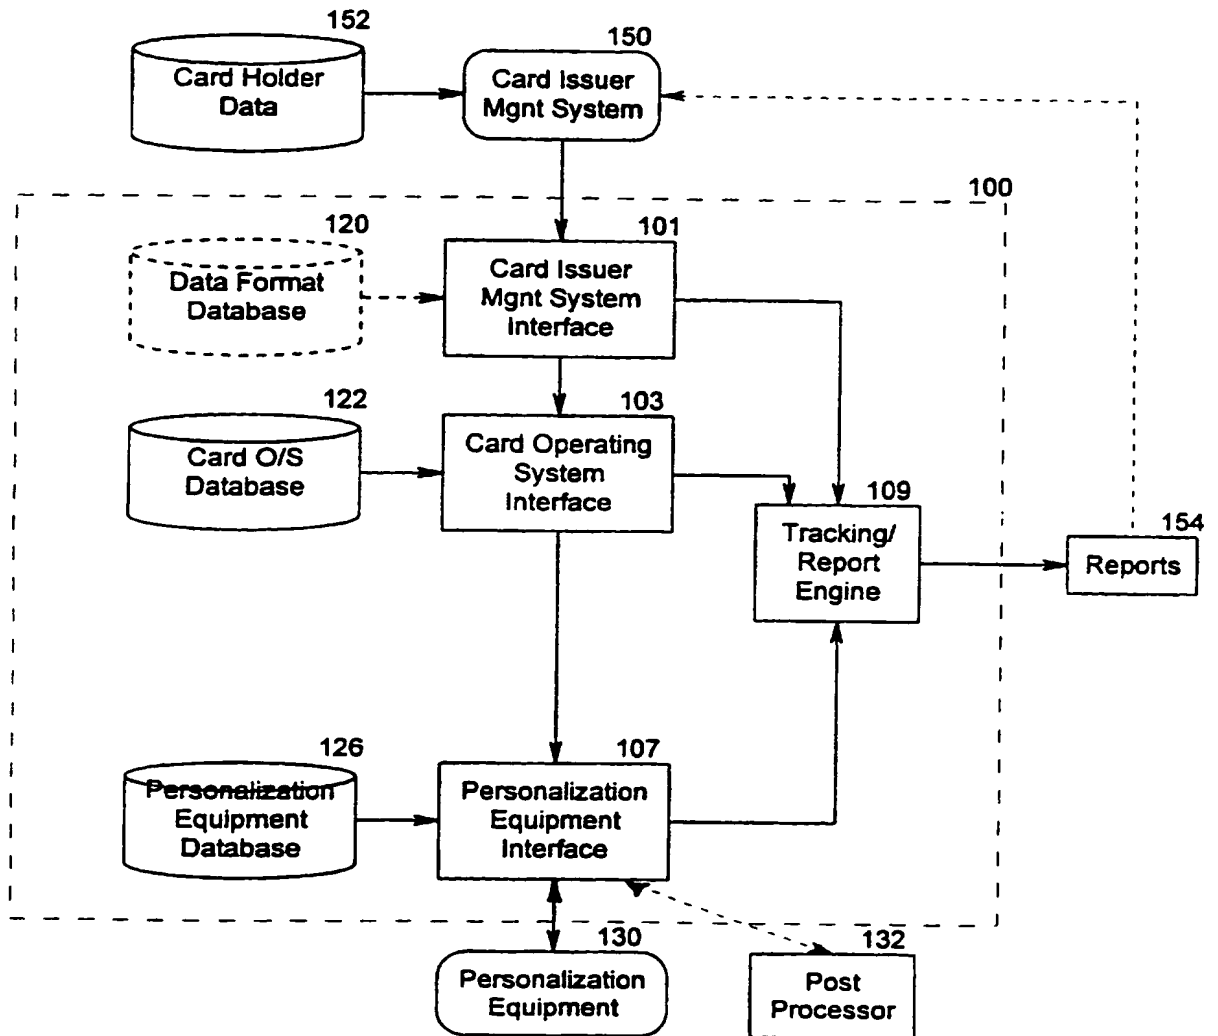 152
Card Holder
Data
150
Card Issuer
Mgnt System
100
120
Data Format
Database
101
Card Issuer
Mgnt System
Interface
122
Card O/S
Database
103
Card Operating
System
Interface
109
Tracking/
Report
Engine
154
Reports
126
Personalization
Equipment
Database
107
Personalization
Equipment
Interface
130
Personalization
Equipment
132
Post
Processor